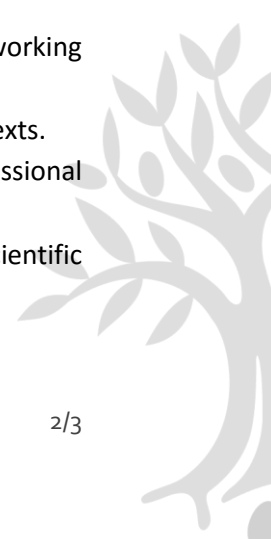 working
exts.
ssional
ientific
2/3